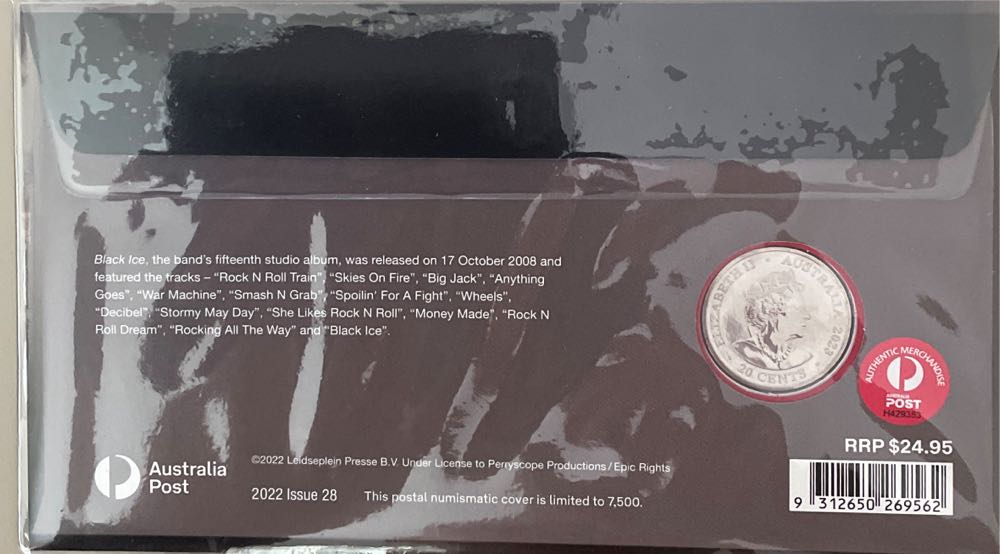 Black Ice, the band's fifteenth studio album, was released on 17 October 2008 and
featured the tracks – “Rock N Roll Train”, “Skies On Fire”, “Big Jack”, “Anything
Goes”, “War Machine”, “Smash N Grab”, “Spoilin’ For A Fight”, “Wheels”,
“Decibel”, “Stormy May Day”, “She Likes Rock N Roll”, “Money Made”, “Rock N
Roll Dream”, “Rocking All The Way” and “Black Ice”.
ELIZABETH II • AUSTRALIA 2023
• 20 CENTS •
AUTHENTIC MERCHANDISE
AUSTRALIA
POST
H429383
RRP $24.95
Australia
Post
©2022 Leidseplein Presse B.V. Under License to Perryscope Productions / Epic Rights
2022 Issue 28 This postal numismatic cover is limited to 7,500.
9 312650 269562